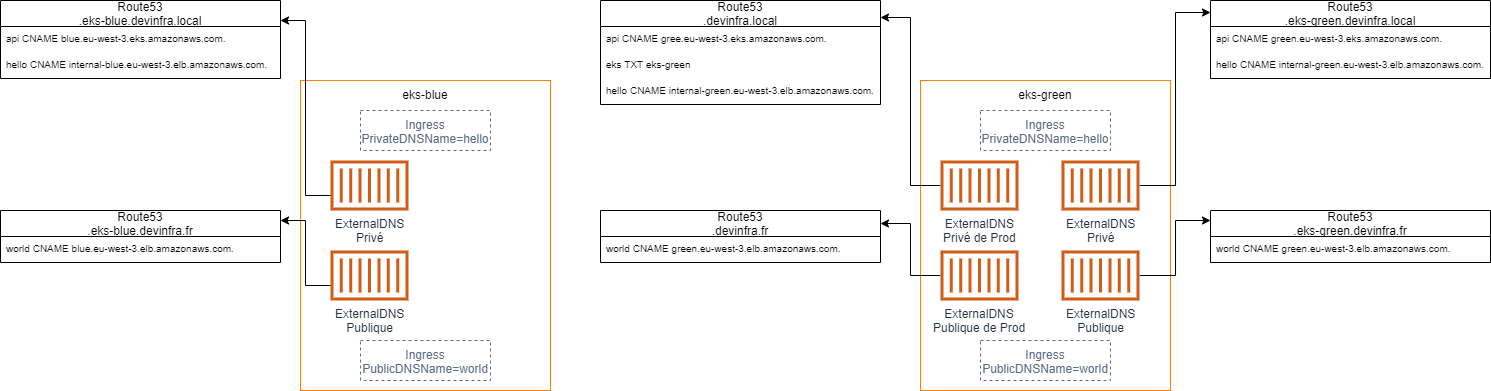 Route53
.eks-blue.devinfra.local
api CNAME blue.eu-west-3.eks.amazonaws.com.
hello CNAME internal-blue.eu-west-3.elb.amazonaws.com.
Route53
.eks-blue.devinfra.fr
world CNAME blue.eu-west-3.elb.amazonaws.com.
eks-blue
Ingress
PrivateDNSName=hello
ExternalDNS
Privé
ExternalDNS
Publique
Ingress
PublicDNSName=world
Route53
.devinfra.local
api CNAME gree.eu-west-3.eks.amazonaws.com.
eks TXT eks-green
hello CNAME internal-green.eu-west-3.elb.amazonaws.com.
Route53
.devinfra.fr
world CNAME green.eu-west-3.elb.amazonaws.com.
eks-green
Ingress
PrivateDNSName=hello
ExternalDNS
Privé de Prod
ExternalDNS
Privé
ExternalDNS
Publique de Prod
ExternalDNS
Publique
Ingress
PublicDNSName=world
Route53
.eks-green.devinfra.local
api CNAME green.eu-west-3.eks.amazonaws.com.
hello CNAME internal-green.eu-west-3.elb.amazonaws.com.
Route53
.eks-green.devinfra.fr
world CNAME green.eu-west-3.elb.amazonaws.com.